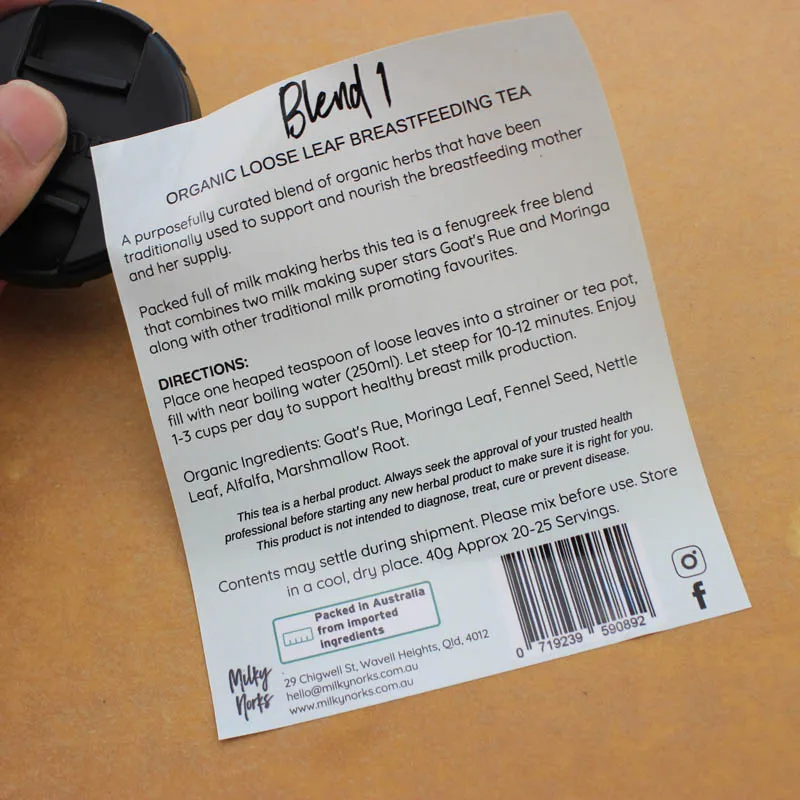 Blend 1
ORGANIC LOOSE LEAF BREASTFEEDING TEA
A purposefully curated blend of organic herbs that have been
traditionally used to support and nourish the breastfeeding mother
and her supply.
Packed full of milk making herbs this tea is a fenugreek free blend
that combines two milk making super stars Goat's Rue and Moringa
along with other traditional milk promoting favourites.
DIRECTIONS:
Place one heaped teaspoon of loose leaves into a strainer or tea pot,
fill with near boiling water (250ml). Let steep for 10-12 minutes. Enjoy
1-3 cups per day to support healthy breast milk production.
Organic Ingredients: Goat's Rue, Moringa Leaf, Fennel Seed, Nettle
Leaf, Alfalfa, Marshmallow Root.
This tea is a herbal product. Always seek the approval of your trusted health
professional before starting any new herbal product to make sure it is right for you.
This product is not intended to diagnose, treat, cure or prevent disease.
Contents may settle during shipment. Please mix before use. Store
in a cool, dry place. 40g Approx 20-25 Servings.
Packed in Australia
from imported
ingredients
Milky
Norks
29 Chigwell St, Wavell Heights, Qld, 4012
hello@milkynorks.com.au
www.milkynorks.com.au
0 719239 590892